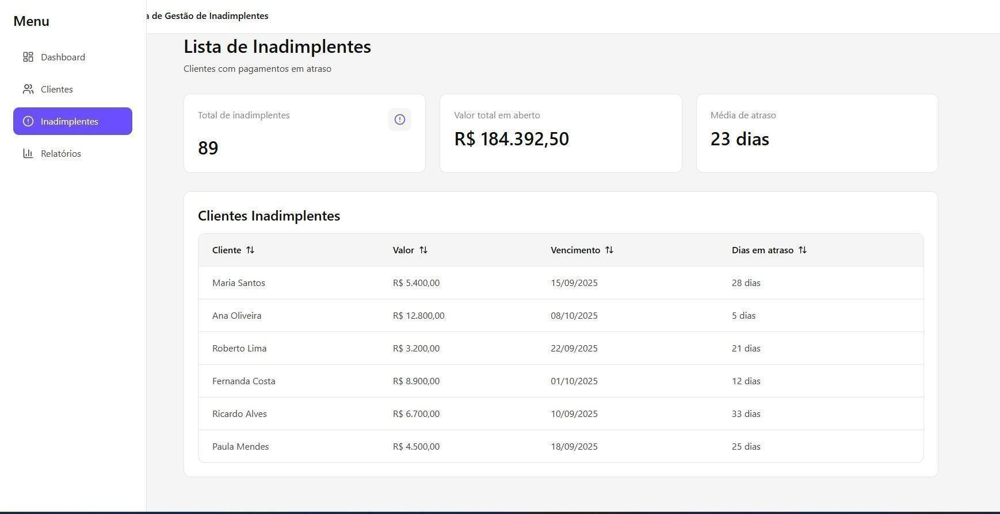 Menu
a de Gestão de Inadimplentes
Dashboard
Clientes
Inadimplentes
Relatórios
Lista de Inadimplentes
Clientes com pagamentos em atraso
Total de inadimplentes
89
Valor total em aberto
R$ 184.392,50
Média de atraso
23 dias
Clientes Inadimplentes
Cliente Valor Vencimento Dias em atraso
Maria Santos R$ 5.400,00 15/09/2025 28 dias
Ana Oliveira R$ 12.800,00 08/10/2025 5 dias
Roberto Lima R$ 3.200,00 22/09/2025 21 dias
Fernanda Costa R$ 8.900,00 01/10/2025 12 dias
Ricardo Alves R$ 6.700,00 10/09/2025 33 dias
Paula Mendes R$ 4.500,00 18/09/2025 25 dias